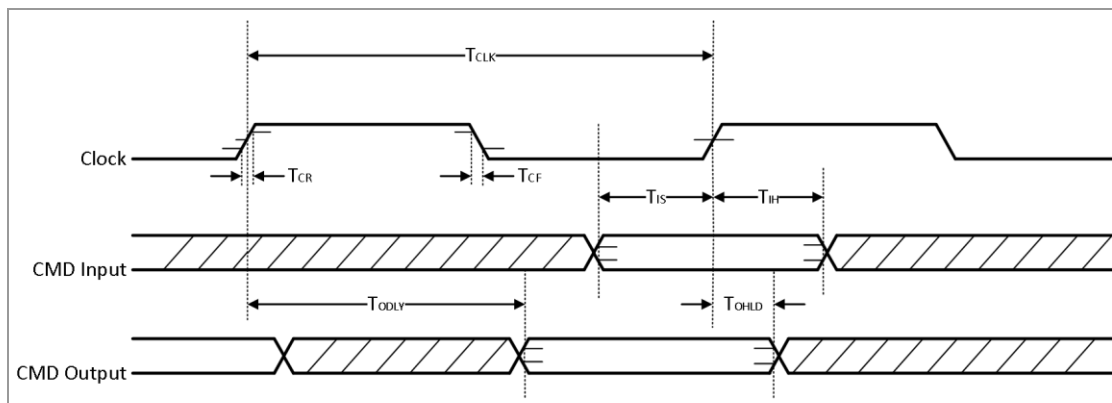 TCLK
Clock
TCR
TCF
TIS
TIH
CMD Input
TODLY
TOHLD
CMD Output